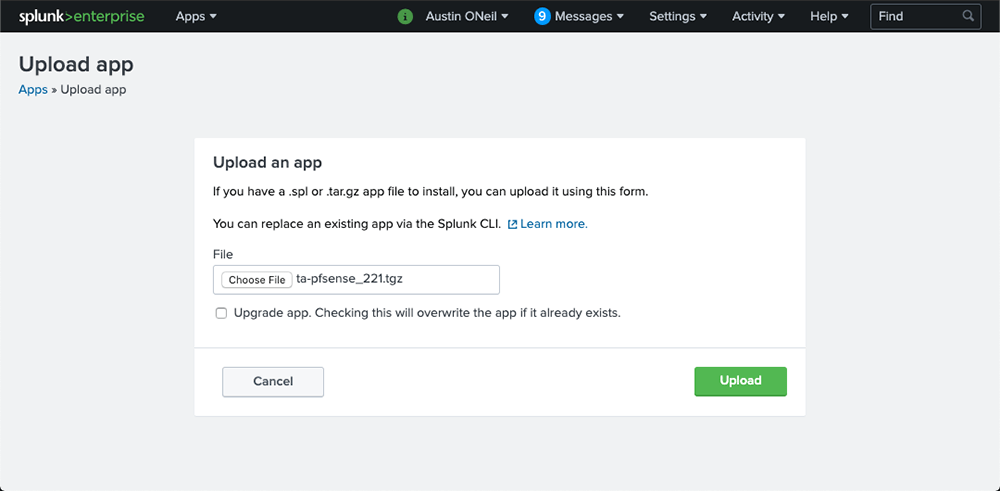 splunk>enterprise Apps Austin ONeil 9 Messages Settings Activity Help Find
Upload app
Apps » Upload app
Upload an app
If you have a .spl or .tar.gz app file to install, you can upload it using this form.
You can replace an existing app via the Splunk CLI. Learn more.
File
Choose File ta-pfsense_221.tgz
Upgrade app. Checking this will overwrite the app if it already exists.
Cancel Upload